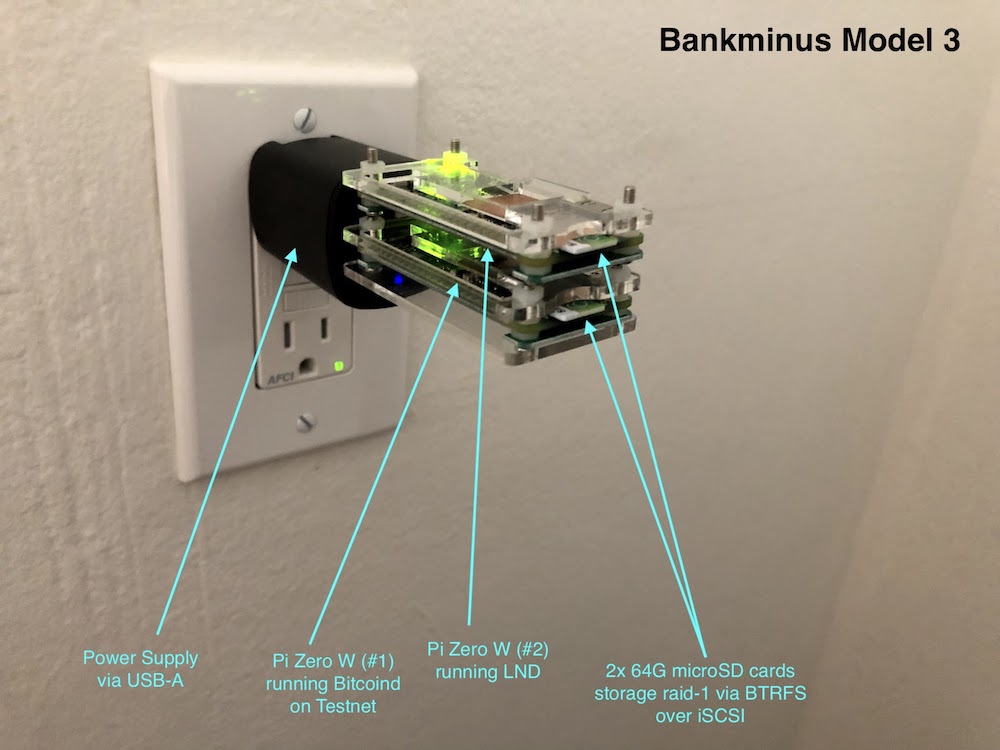 Bankminus Model 3
AFCI
Power Supply
via USB-A
Pi Zero W (#1)
running Bitcoind
on Testnet
Pi Zero W (#2)
running LND
2x 64G microSD cards
storage raid-1 via BTRFS
over iSCSI